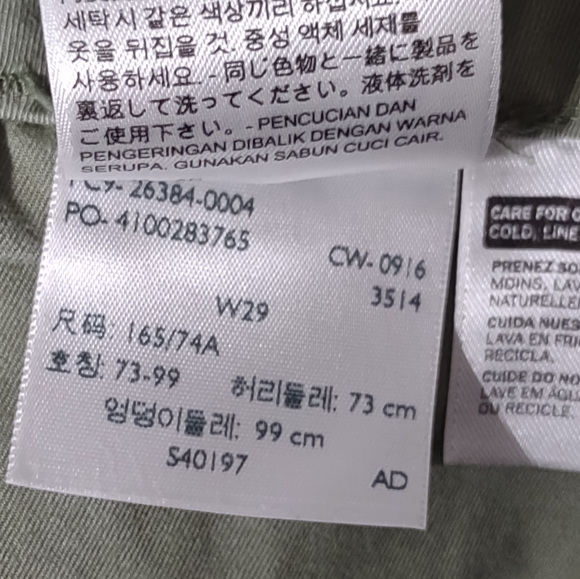 세탁시 같은 색상끼리 하십시오.
옷을 뒤집을 것. 중성 액체 세제를
사용하세요. - 同じ色物と一緒に製品を
裏返して洗ってください。液体洗剤を
ご使用下さい。- PENCUCIAN DAN
PENGERINGAN DIBALIK DENGAN WARNA
SERUPA. GUNAKAN SABUN CUCI CAIR.
26384-0004
PO- 4100283765
CW- 0916
3514
W29
尺码: 165/74A
호칭: 73-99
허리둘레: 73 cm
엉덩이둘레: 99 cm
S40197
AD
CARE FOR
COLD, LINE
PRENEZ
MOINS, LAV
NATURELLE
CUIDA NUES
LAVA EN FRI
RECICLA.
CUIDE DO NO
LAVE EM ÁGU
OU RECICLE.